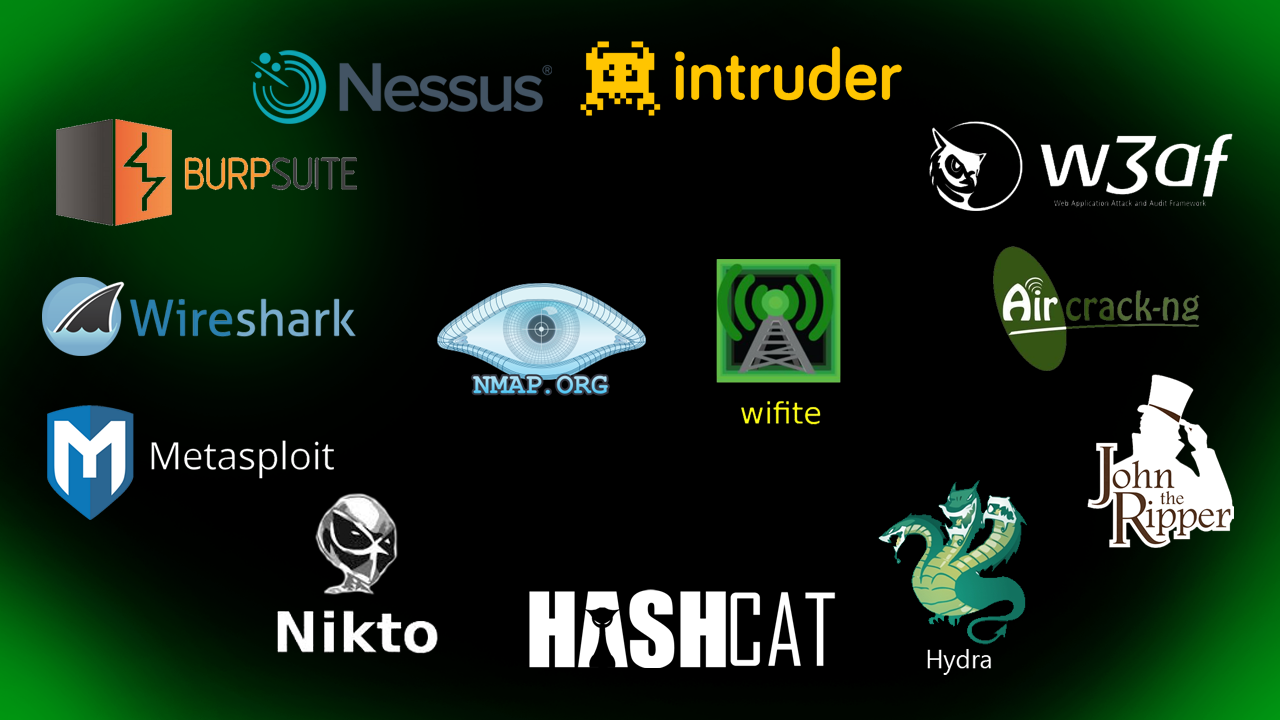 Nessus®
intruder
BURPSUITE
w3af
Web Application Attack and Audit Framework
Wireshark
Aircrack-ng
NMAP.ORG
wifite
Metasploit
John
the
Ripper
Nikto
HASHCAT
Hydra